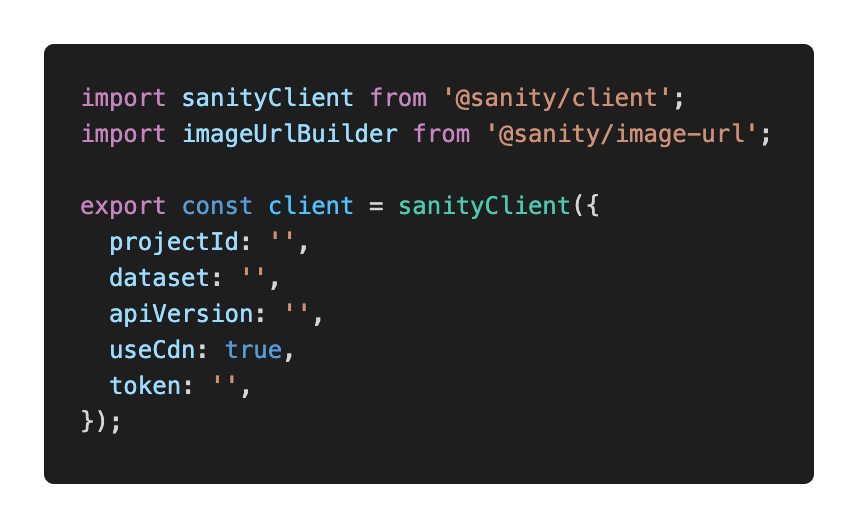 import sanityClient from '@sanity/client';
import imageUrlBuilder from '@sanity/image-url';

export const client = sanityClient({
  projectId: '',
  dataset: '',
  apiVersion: '',
  useCdn: true,
  token: '',
});